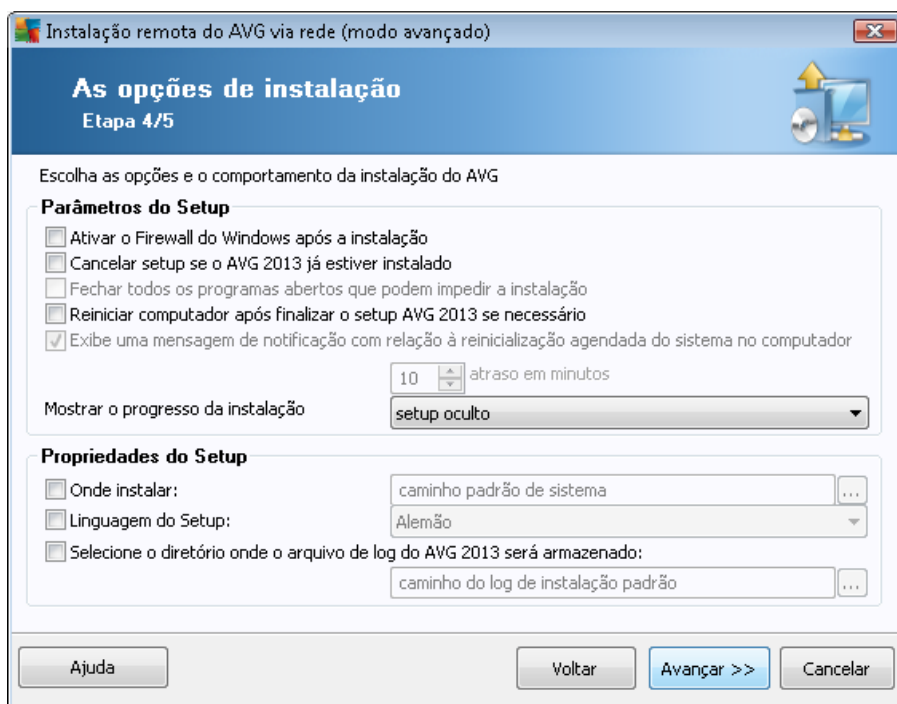 Instalação remota do AVG via rede (modo avançado)
As opções de instalação
Etapa 4/5
Escolha as opções e o comportamento da instalação do AVG
Parâmetros do Setup
Ativar o Firewall do Windows após a instalação
Cancelar setup se o AVG 2013 já estiver instalado
Fechar todos os programas abertos que podem impedir a instalação
Reiniciar computador após finalizar o setup AVG 2013 se necessário
Exibe uma mensagem de notificação com relação à reinicialização agendada do sistema no computador
10 atraso em minutos
Mostrar o progresso da instalação setup oculto
Propriedades do Setup
Onde instalar: caminho padrão de sistema ...
Linguagem do Setup: Alemão
Selecione o diretório onde o arquivo de log do AVG 2013 será armazenado:
caminho do log de instalação padrão ...
Ajuda Voltar Avançar >> Cancelar